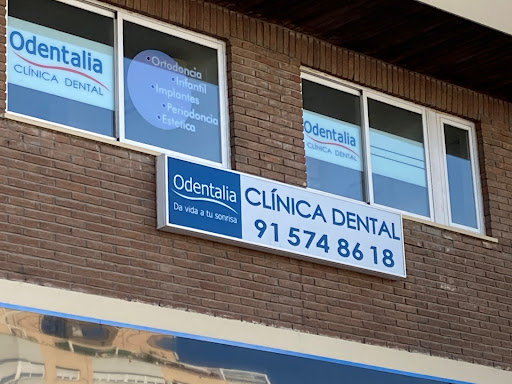 Odentalia
CLÍNICA DENTAL
• Ortodoncia
• Infantil
• Implantes
• Periodoncia
• Estética
Odentalia
CLÍNICA DENTAL
Odentalia
Da vida a tu sonrisa
CLÍNICA DENTAL
91 574 86 18